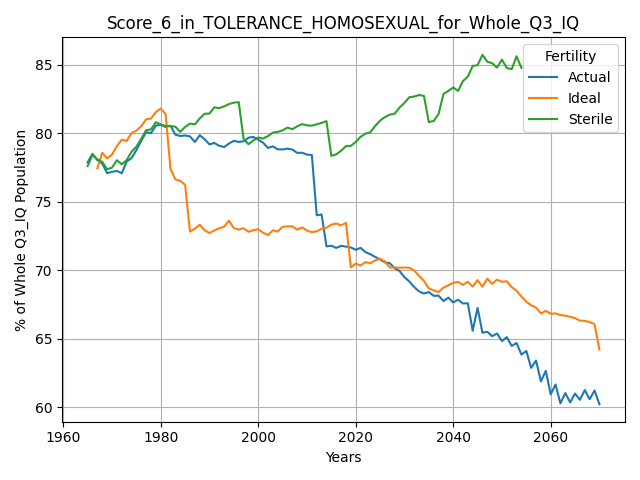 Score_6_in_TOLERANCE_HOMOSEXUAL_for_Whole_Q3_IQ
% of Whole Q3_IQ Population
85
80
75
70
65
60
Fertility
Actual
Ideal
Sterile
1960
1980
2000
2020
2040
2060
Years